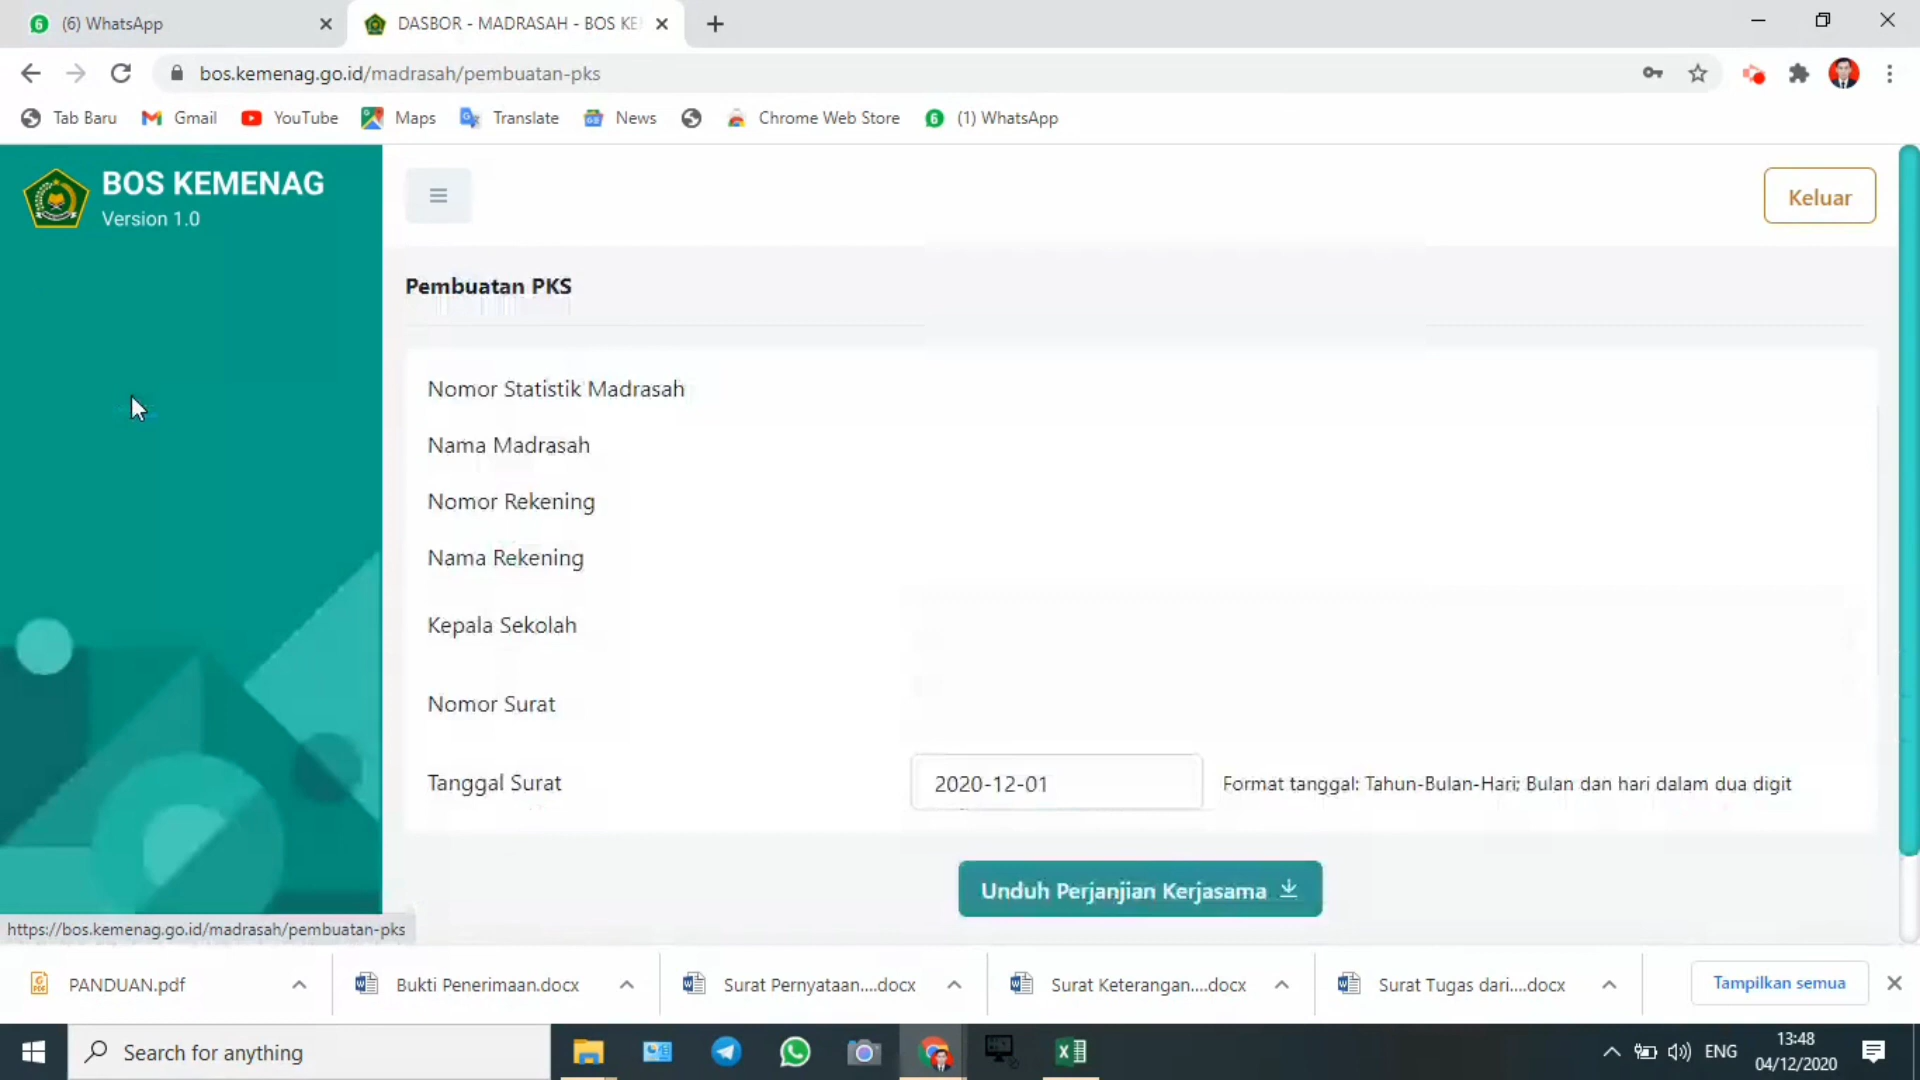 (6) WhatsApp
DASBOR - MADRASAH - BOS KE
bos.kemenag.go.id/madrasah/pembuatan-pks
Tab Baru
Gmail
YouTube
Maps
Translate
News
Chrome Web Store
(1) WhatsApp
BOS KEMENAG
Version 1.0
Keluar
Pembuatan PKS
Nomor Statistik Madrasah
Nama Madrasah
Nomor Rekening
Nama Rekening
Kepala Sekolah
Nomor Surat
Tanggal Surat
2020-12-01
Format tanggal: Tahun-Bulan-Hari; Bulan dan hari dalam dua digit
Unduh Perjanjian Kerjasama
https://bos.kemenag.go.id/madrasah/pembuatan-pks
PANDUAN.pdf
Bukti Penerimaan.docx
Surat Pernyataan....docx
Surat Keterangan....docx
Surat Tugas dari....docx
Tampilkan semua
Search for anything
ENG
13:48
04/12/2020